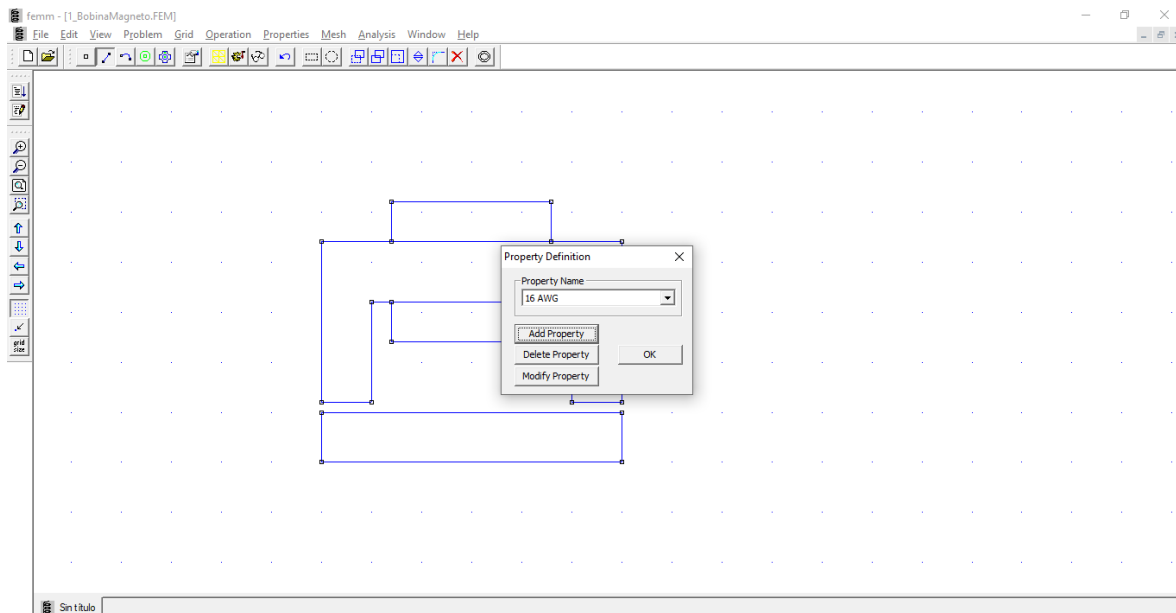 femm - [1_BobinaMagneto.FEM]
File Edit View Problem Grid Operation Properties Mesh Analysis Window Help
grid
size
Property Definition
Property Name
16 AWG
Add Property
Delete Property
OK
Modify Property
Sin título